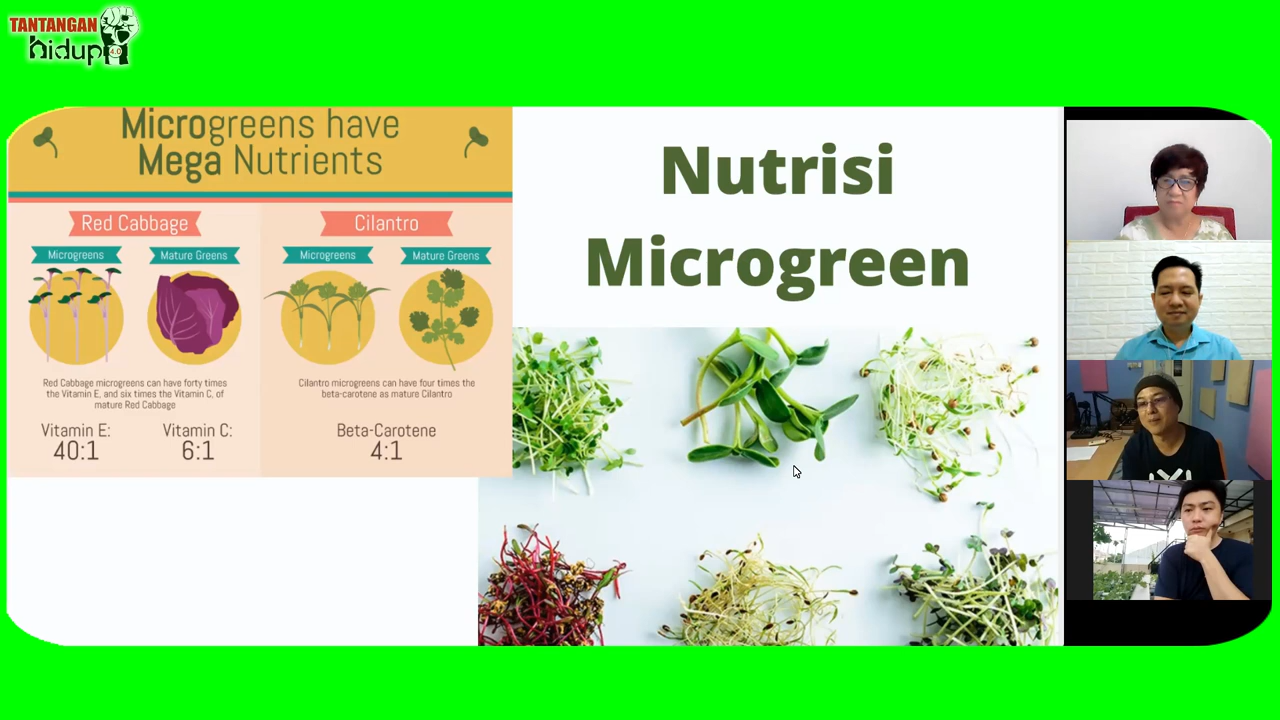 TANTANGAN
hidup
4.0
Microgreens have
Mega Nutrients
Red Cabbage
Microgreens
Mature Greens
Red Cabbage microgreens can have forty times
the Vitamin E, and six times the Vitamin C, of
mature Red Cabbage
Vitamin E:
40:1
Vitamin C:
6:1
Cilantro
Microgreens
Mature Greens
Cilantro microgreens can have four times the
beta-carotene as mature Cilantro
Beta-Carotene
4:1
Nutrisi
Microgreen